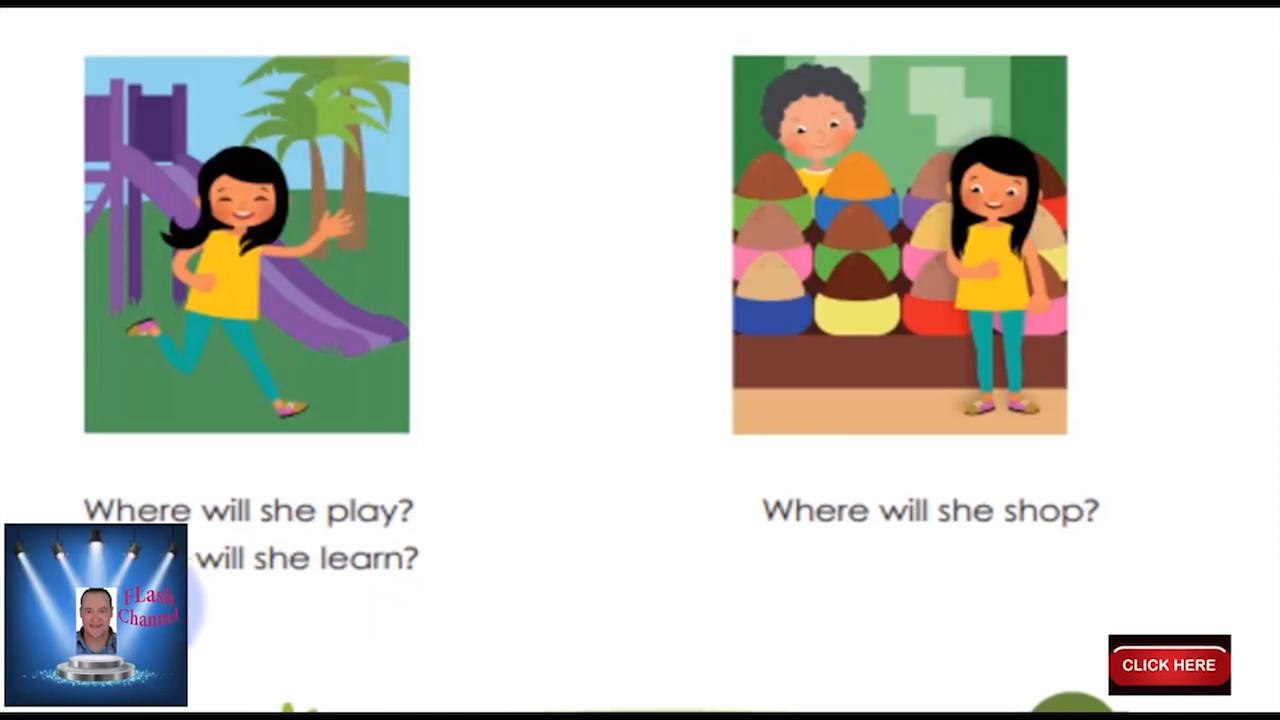 Where will she play?
will she learn?
Where will she shop?
FLash
Channel
CLICK HERE